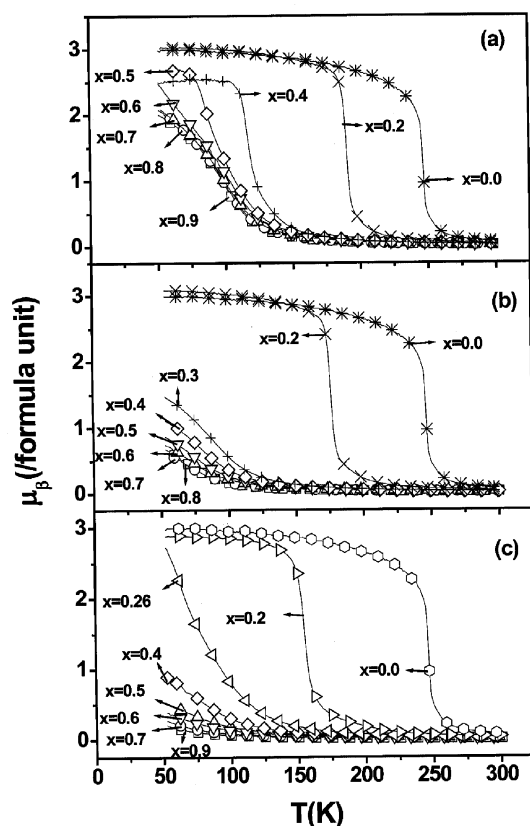 (a)
3
x=0.5
x=0.4
x=0.6
2
x=0.2
x=0.7
x=0.0
x=0.8
1
x=0.9
0
(b)
3
x=0.0
x=0.2
2
x=0.3
x=0.4
1
x=0.5
x=0.6
x=0.7
0
x=0.8
3
(c)
x=0.26
2
x=0.2
x=0.4
x=0.0
1
x=0.5
x=0.6
x=0.7
0
x=0.9
0 50 100 150 200 250 300
T(K)
μβ(/formula unit)